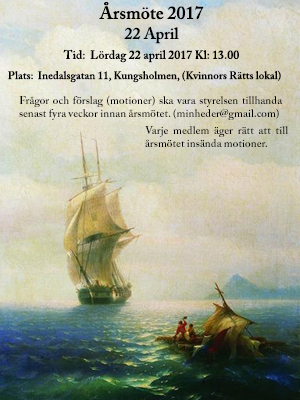 Årsmöte 2017
22 April
Tid: Lördag 22 april 2017 Kl: 13.00
Plats: Inedalsgatan 11, Kungsholmen, (Kvinnors Rätts lokal)
Frågor och förslag (motioner) ska vara styrelsen tillhanda
senast fyra veckor innan årsmötet. (minheder@gmail.com)
Varje medlem äger rätt att till
årsmötet insända motioner.